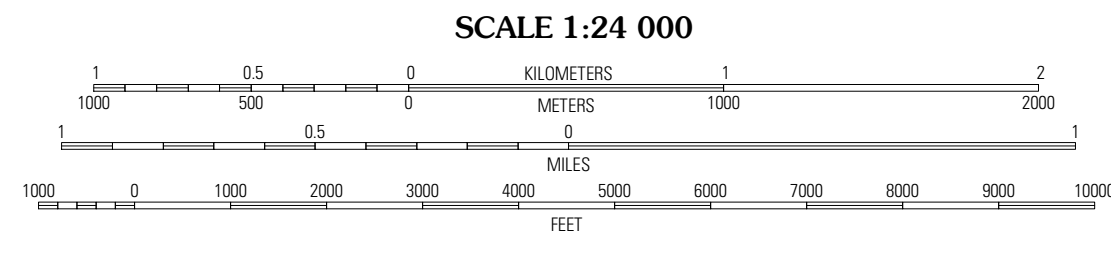 SCALE 1:24 000
1 0.5 0 KILOMETERS 1 2
1000 500 0 METERS 1000 2000
1 0.5 0 1
MILES
1000 0 1000 2000 3000 4000 5000 6000 7000 8000 9000 10000
FEET